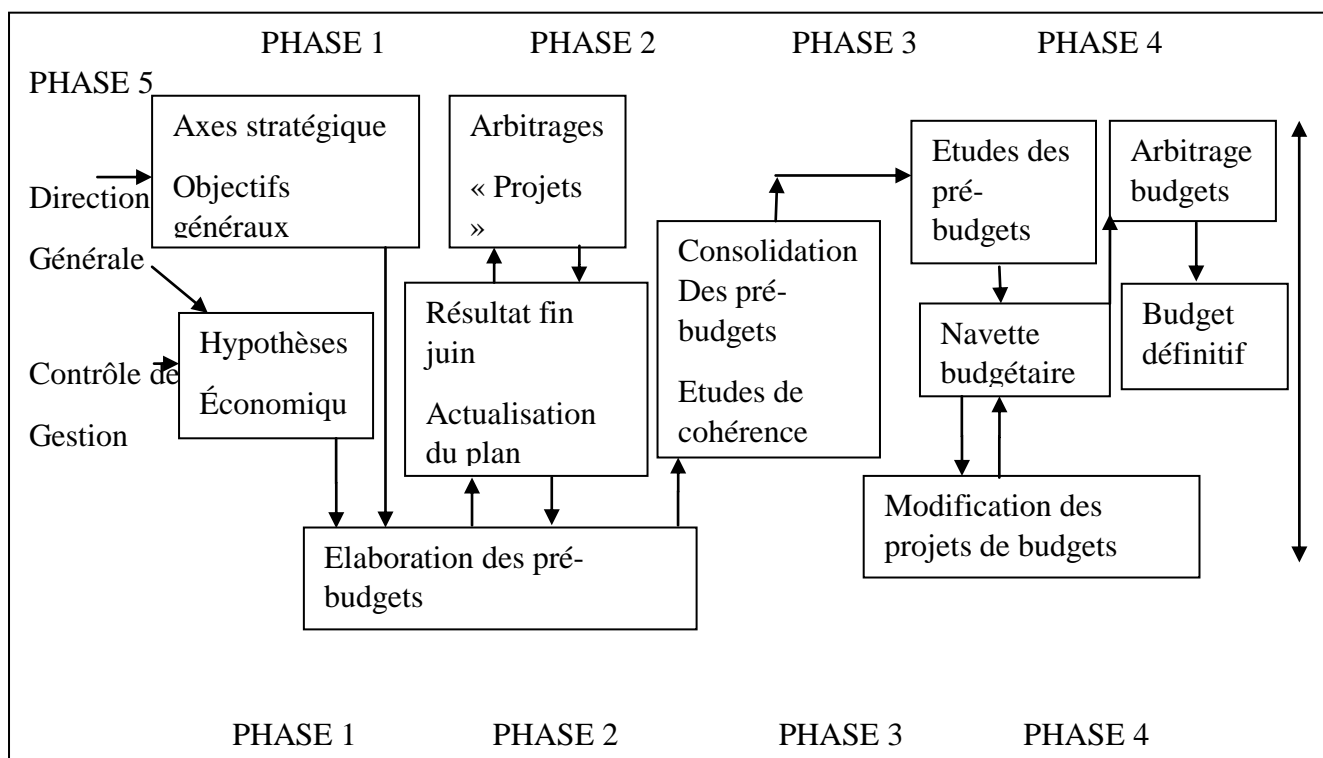 PHASE 1 PHASE 2 PHASE 3 PHASE 4
PHASE 5
Axes stratégique
Objectifs
généraux
Arbitrages
« Projets
»
Etudes des
pré-
budgets
Arbitrage
budgets
Direction
Générale
Hypothèses
Économiqu
Résultat fin
juin
Actualisation
du plan
Consolidation
Des pré-
budgets
Etudes de
cohérence
Navette
budgétaire
Budget
définitif
Contrôle de
Gestion
Elaboration des pré-
budgets
Modification des
projets de budgets
PHASE 1 PHASE 2 PHASE 3 PHASE 4